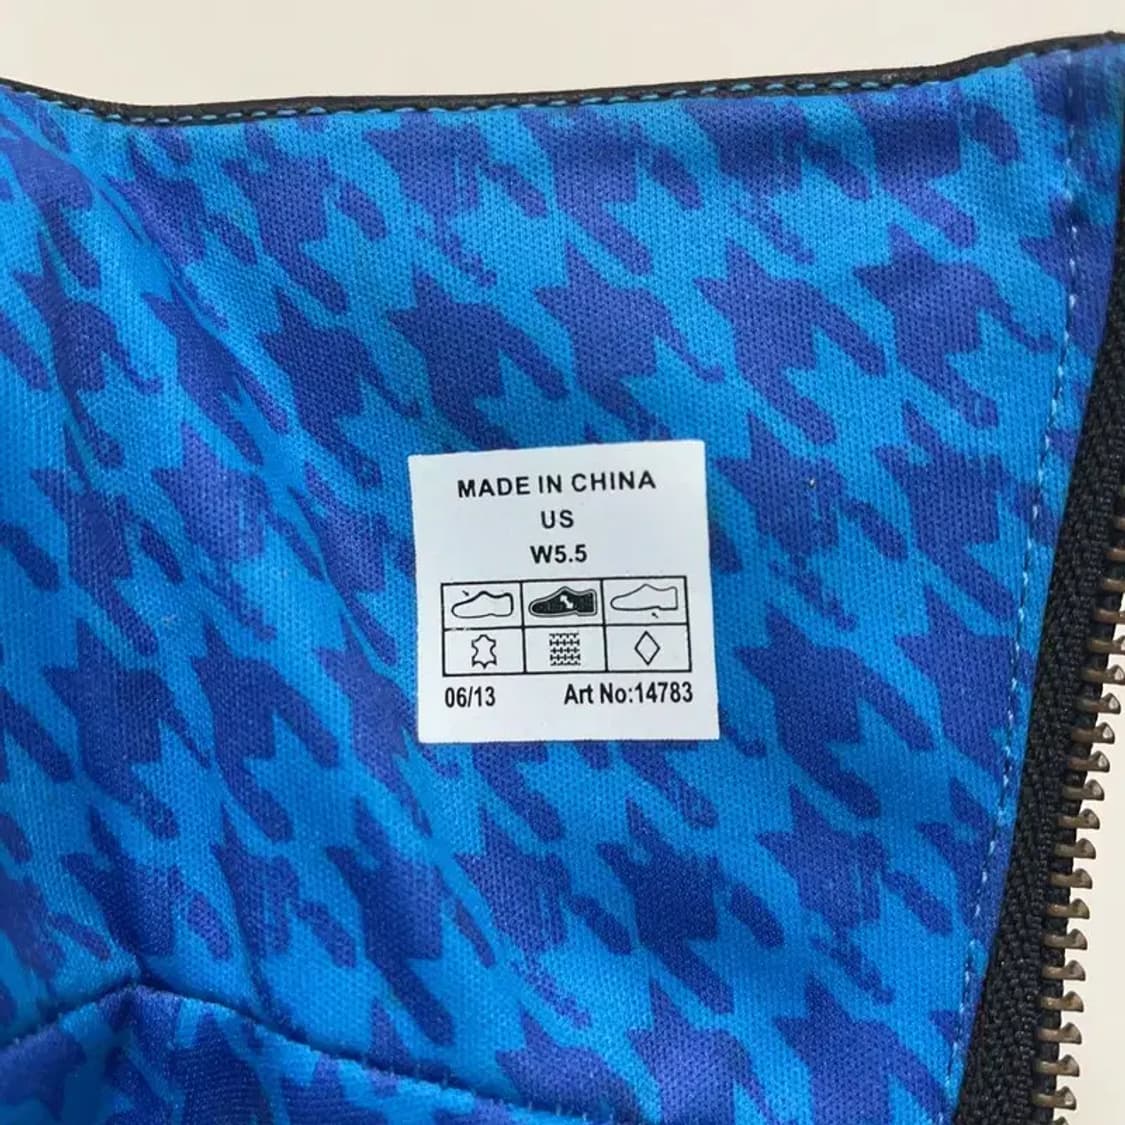 MADE IN CHINA
US
W5.5
06/13 Art No:14783